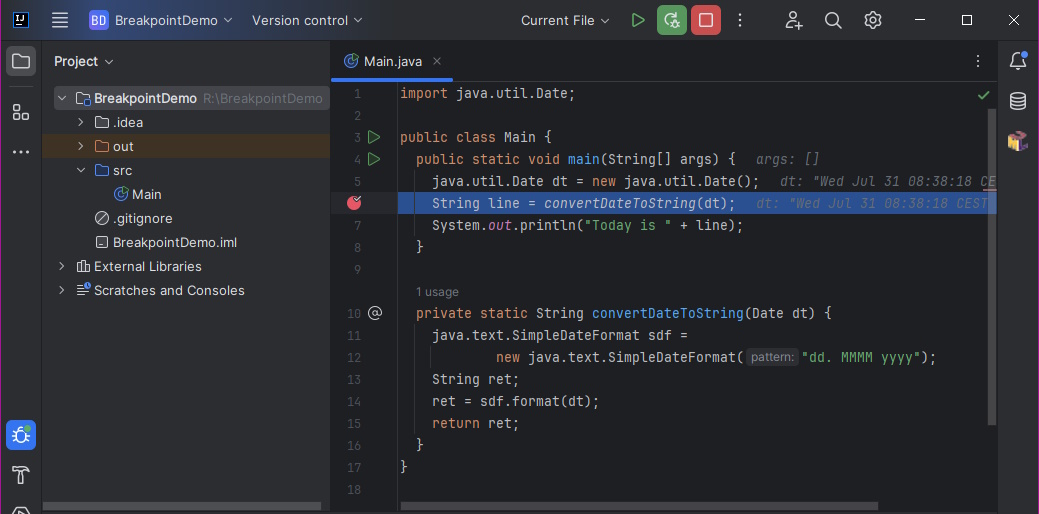 BD BreakpointDemo Version control Current File
Project
BreakpointDemo R:\BreakpointDemo
.idea
out
src
Main
.gitignore
BreakpointDemo.iml
External Libraries
Scratches and Consoles
Main.java
1 import java.util.Date;
2
3 public class Main {
4 public static void main(String[] args) { args: []
5 java.util.Date dt = new java.util.Date(); dt: "Wed Jul 31 08:38:18 CE
String line = convertDateToString(dt); dt: "Wed Jul 31 08:38:18 CEST
7 System.out.println("Today is " + line);
8 }
9
1 usage
10 @ private static String convertDateToString(Date dt) {
11 java.text.SimpleDateFormat sdf =
12 new java.text.SimpleDateFormat( pattern: "dd. MMMM yyyy");
13 String ret;
14 ret = sdf.format(dt);
15 return ret;
16 }
17 }
18